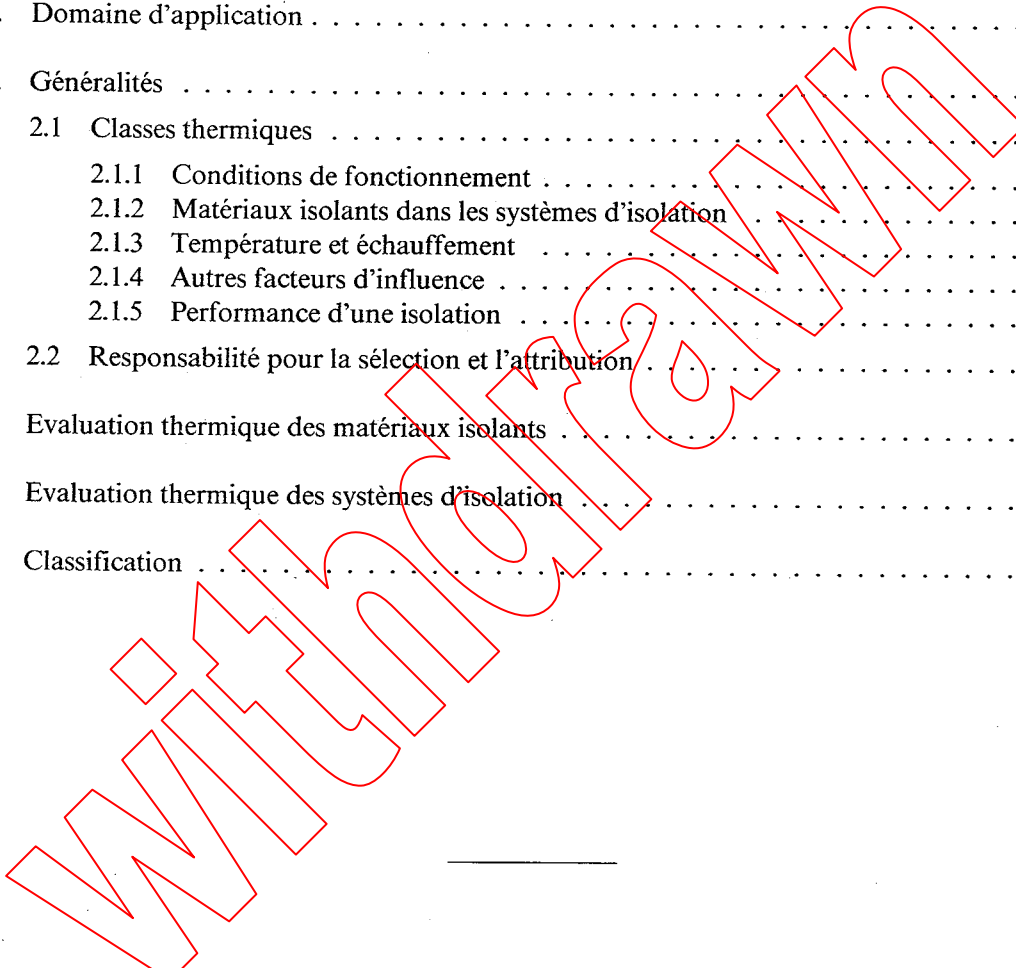 Domaine d'application . . . . . . . . . . . . . . . . . . . . . . . . . .
Généralités . . . . . . . . . . . . . . . . . . . . . . . . . . . . . .
2.1 Classes thermiques . . . . . . . . . . . . . . . . . . . . . . . . .
2.1.1 Conditions de fonctionnement . . . . . . . . . . . . . . . . .
2.1.2 Matériaux isolants dans les systèmes d'isolation . . . . . . . . . .
2.1.3 Température et échauffement . . . . . . . . . . . . . . . . .
2.1.4 Autres facteurs d'influence . . . . . . . . . . . . . . . . . . .
2.1.5 Performance d'une isolation . . . . . . . . . . . . . . . . . .
2.2 Responsabilité pour la sélection et l'attribution . . . . . . . . . . . . . .
Evaluation thermique des matériaux isolants . . . . . . . . . . . . . . . . .
Evaluation thermique des systèmes d'isolation . . . . . . . . . . . . . . . .
Classification . . . . . . . . . . . . . . . . . . . . . . . . . . . . . .
withdrawn